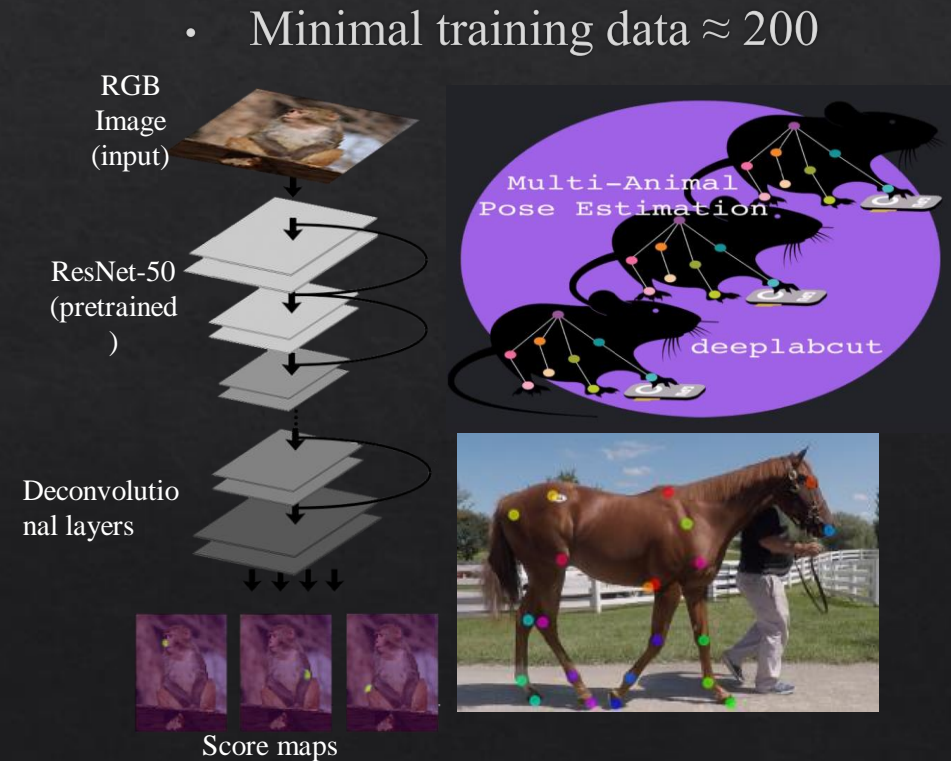 • Minimal training data ≈ 200
RGB
Image
(input)
ResNet-50
(pretrained
)
Deconvolutio
nal layers
Score maps
Multi-Animal
Pose Estimation
deeplabcut